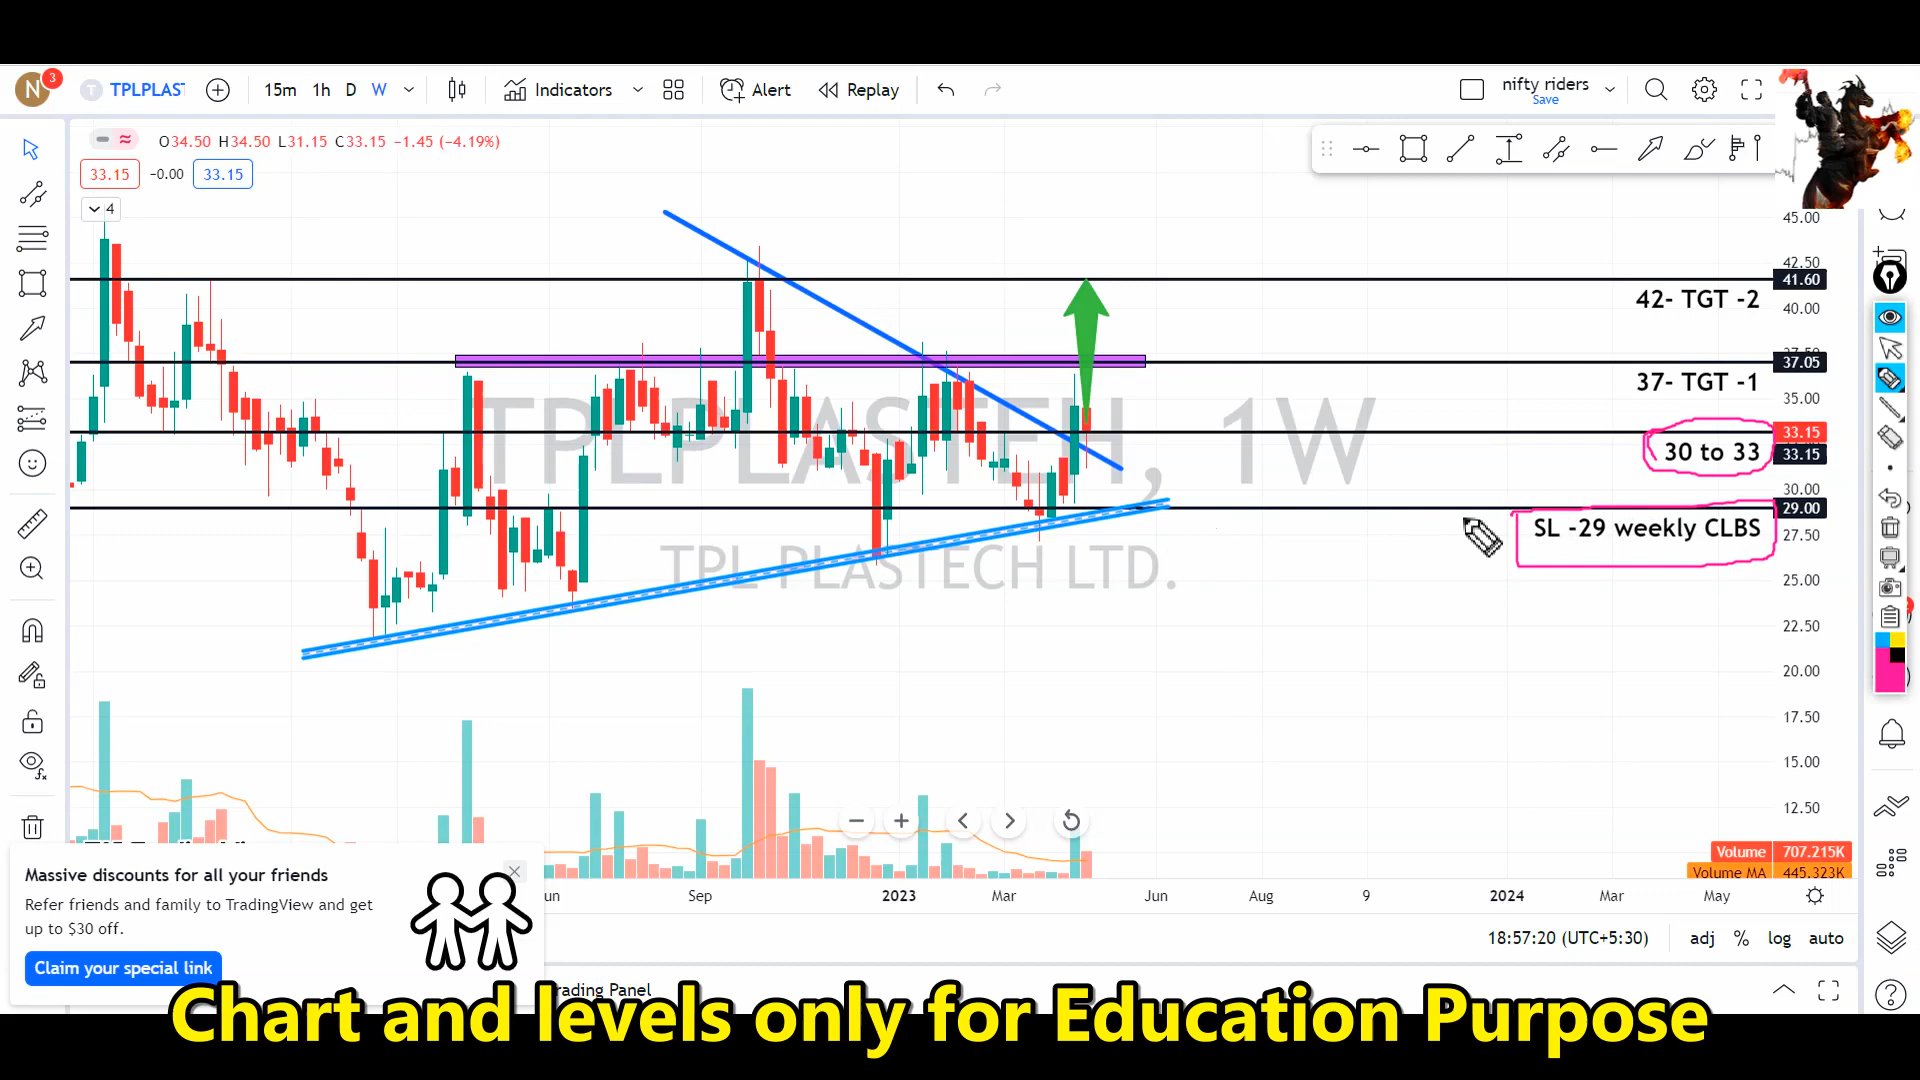 N 3 TPLPLAST 15m 1h D W Indicators Alert Replay nifty riders
Save
O34.50 H34.50 L31.15 C33.15 −1.45 (−4.19%)
33.15 −0.00 33.15
4
45.00
42.50
41.60
42- TGT -2
40.00
37.05
37- TGT -1
35.00
TPLPLASTEH, 1W
33.15
30 to 33
33.15
30.00
29.00
SL -29 weekly CLBS
27.50
TPL PLASTECH LTD.
25.00
22.50
20.00
17.50
15.00
12.50
Volume 707.215K
Volume MA 445.323K
Massive discounts for all your friends
Refer friends and family to TradingView and get
up to $30 off.
Claim your special link
un Sep 2023 Mar Jun Aug 9 2024 Mar May
18:57:20 (UTC+5:30) adj % log auto
rading Panel
Chart and levels only for Education Purpose